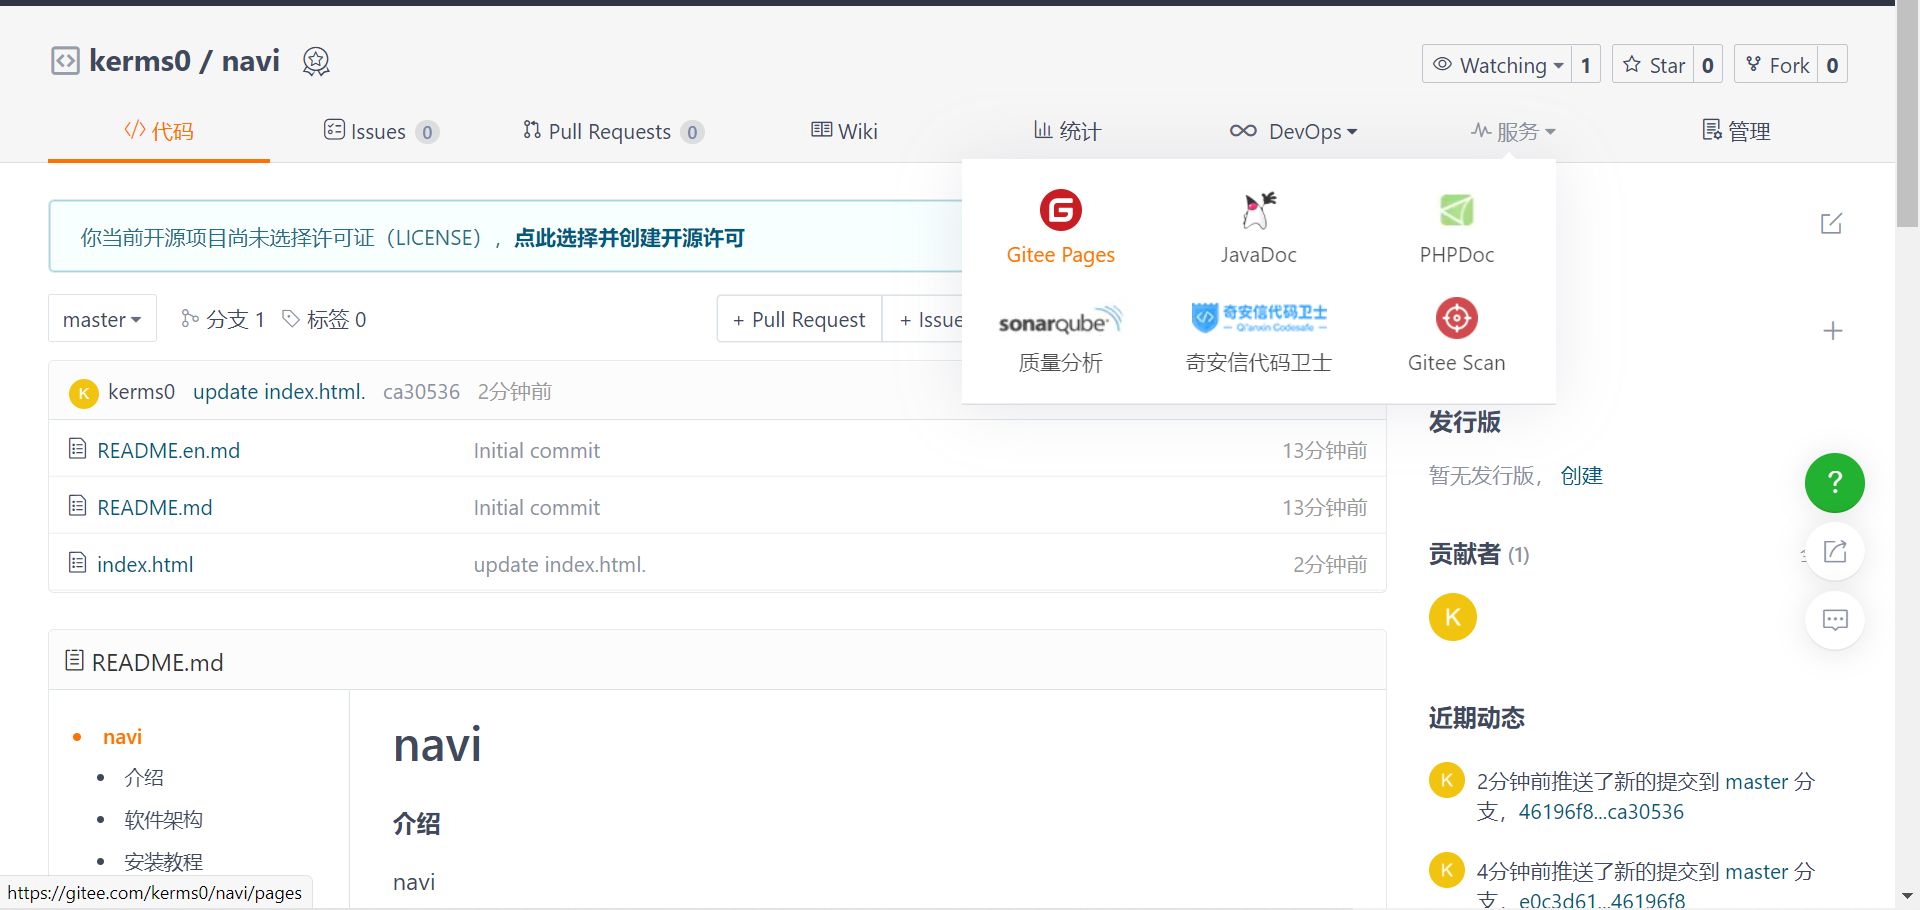 kerms0 / navi
Watching 1
Star 0
Fork 0
代码
Issues 0
Pull Requests 0
Wiki
统计
DevOps
服务
管理
你当前开源项目尚未选择许可证（LICENSE），点此选择并创建开源许可
Gitee Pages
JavaDoc
PHPDoc
sonarqube
质量分析
奇安信代码卫士
Qi'anxin Codesafe
奇安信代码卫士
Gitee Scan
master
分支 1
标签 0
+ Pull Request
+ Issue
K kerms0 update index.html. ca30536 2分钟前
README.en.md Initial commit 13分钟前
README.md Initial commit 13分钟前
index.html update index.html. 2分钟前
发行版
暂无发行版， 创建
?
贡献者 (1)
K
README.md
navi
介绍
软件架构
安装教程
navi
介绍
navi
近期动态
K 2分钟前推送了新的提交到 master 分
支，46196f8...ca30536
K 4分钟前推送了新的提交到 master 分
支，e0c3d61...46196f8
https://gitee.com/kerms0/navi/pages